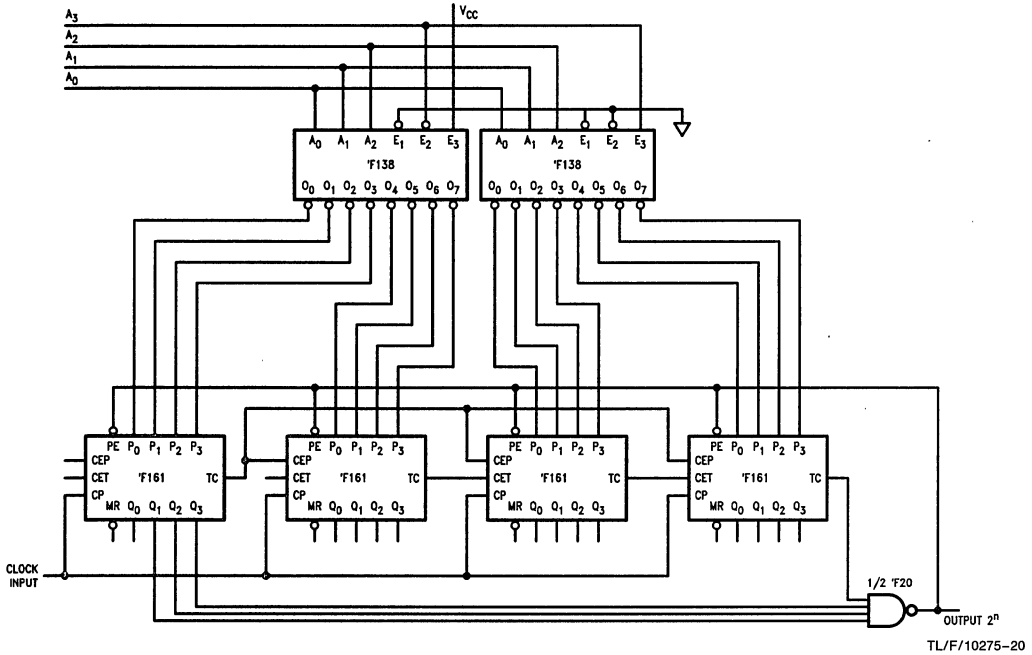 A3
A2
A1
A0
VCC
A0 A1 A2 E1 E2 E3
'F138
O0 O1 O2 O3 O4 O5 O6 O7
A0 A1 A2 E1 E2 E3
'F138
O0 O1 O2 O3 O4 O5 O6 O7
PE P0 P1 P2 P3
CEP
CET 'F161 TC
CP
MR Q0 Q1 Q2 Q3
PE P0 P1 P2 P3
CEP
CET 'F161 TC
CP
MR Q0 Q1 Q2 Q3
PE P0 P1 P2 P3
CEP
CET 'F161 TC
CP
MR Q0 Q1 Q2 Q3
PE P0 P1 P2 P3
CEP
CET 'F161 TC
CP
MR Q0 Q1 Q2 Q3
CLOCK
INPUT
1/2 'F20
OUTPUT 2ⁿ
TL/F/10275-20